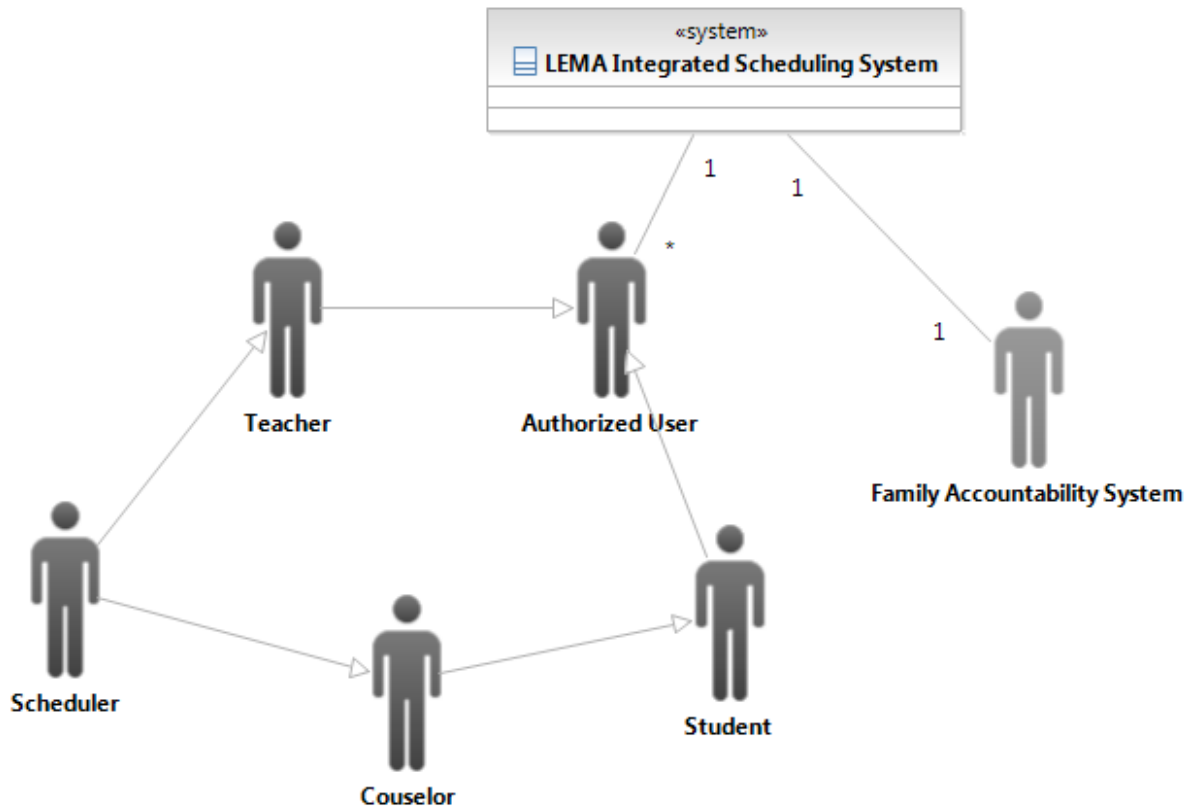 «system»
LEMA Integrated Scheduling System
1
1
*
1
Teacher
Authorized User
Family Accountability System
Scheduler
Student
Couselor